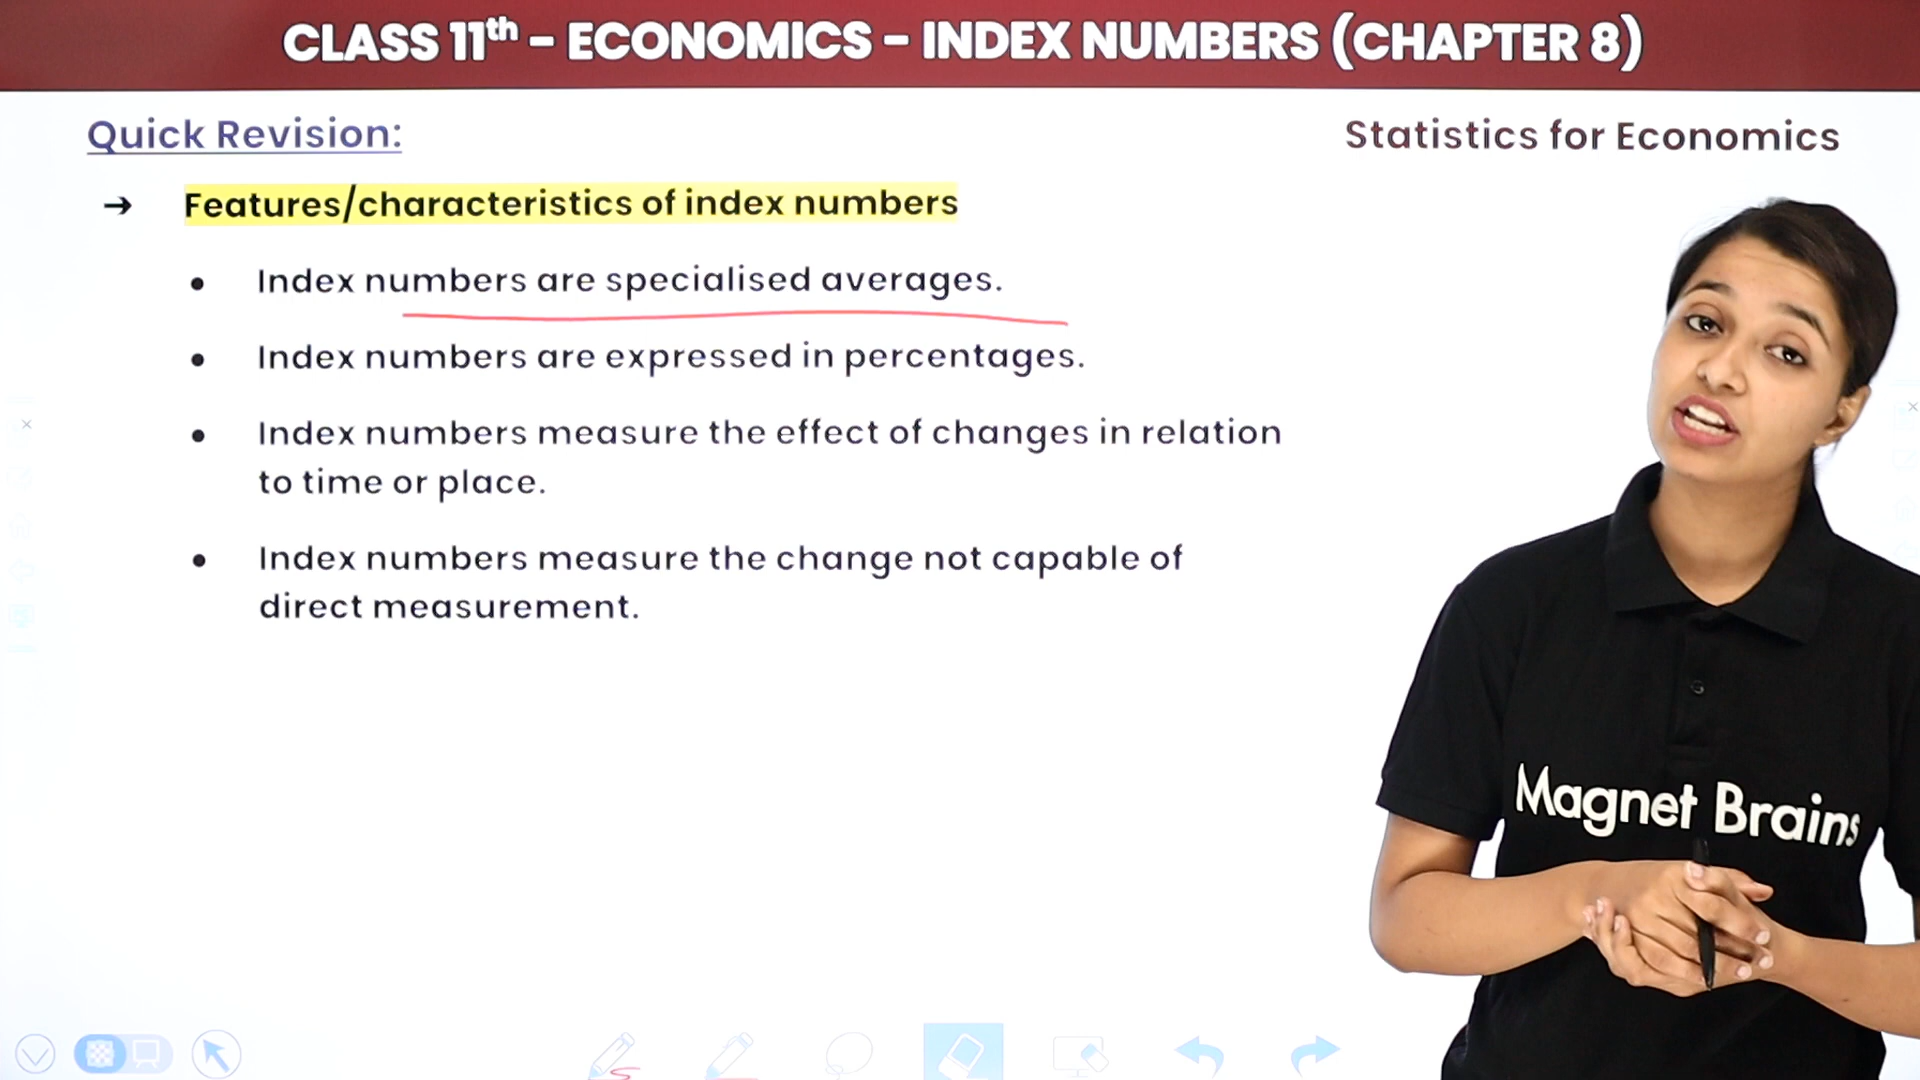 CLASS 11th - ECONOMICS - INDEX NUMBERS (CHAPTER 8)
Quick Revision:
Statistics for Economics
→ Features/characteristics of index numbers
• Index numbers are specialised averages.
• Index numbers are expressed in percentages.
• Index numbers measure the effect of changes in relation
to time or place.
• Index numbers measure the change not capable of
direct measurement.
Magnet Brains